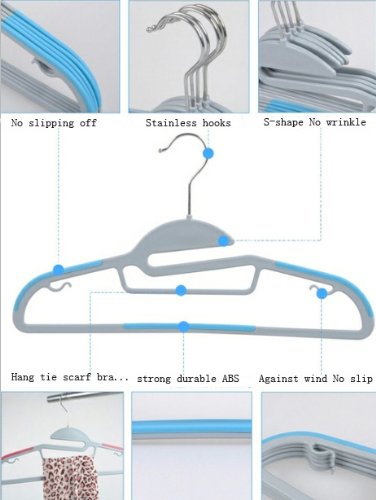 No slipping off
Stainless hooks
S-shape No wrinkle
Hang tie scarf bra...
strong durable ABS
Against wind No slip